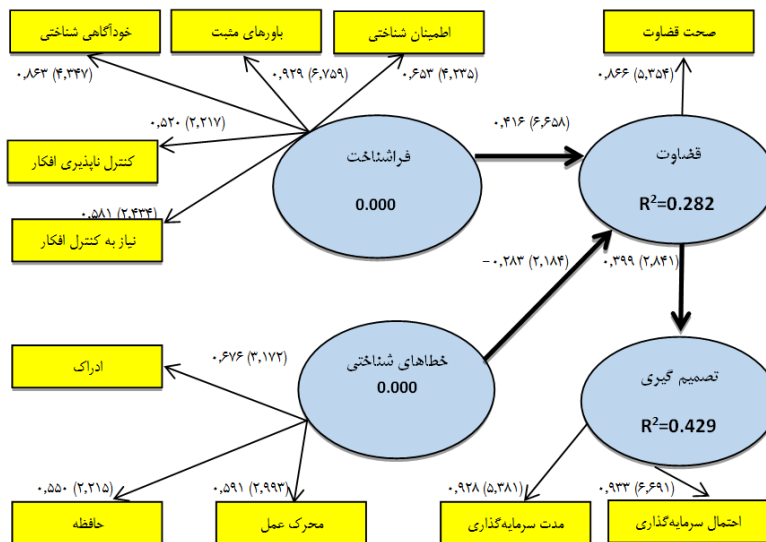 خودآگاهی شناختی
باورهای مثبت
اطمینان شناختی
صحت قضاوت
۰,۸۶۳ (۴,۳۴۷)
۰,۹۲۹ (۶,۷۵۹)
۰,۶۵۳ (۴,۲۳۵)
۰,۸۶۶ (۵,۳۵۴)
۰,۵۲۰ (۲,۲۱۷)
۰,۴۱۶ (۶,۶۵۸)
کنترل ناپذیری افکار
فراشناخت
0.000
قضاوت
R²=0.282
۰,۵۸۱ (۲,۴۳۴)
نیاز به کنترل افکار
−۰,۲۸۳ (۲,۱۸۴)
۰,۳۹۹ (۲,۸۴۱)
ادراک
۰,۶۷۶ (۳,۱۷۲)
خطاهای شناختی
0.000
تصمیم گیری
R²=0.429
۰,۵۵۰ (۲,۲۱۵)
۰,۵۹۱ (۲,۹۹۳)
۰,۹۲۸ (۵,۳۸۱)
۰,۹۳۳ (۶,۶۹۱)
حافظه
محرک عمل
مدت سرمایه‌گذاری
احتمال سرمایه‌گذاری